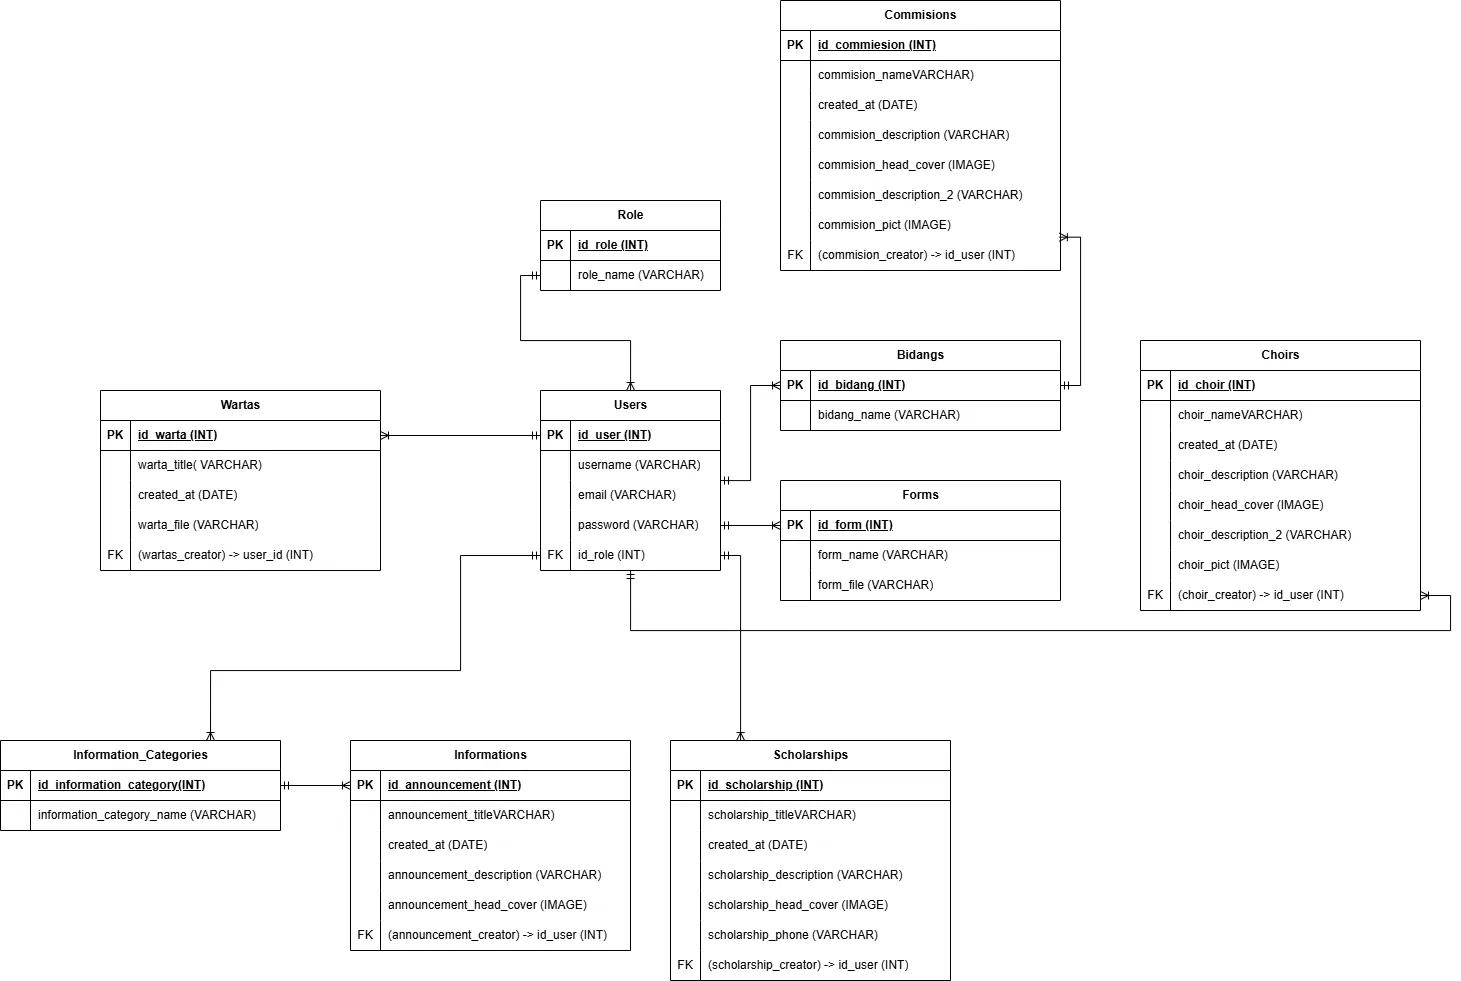 Commisions
PK id_commiesion (INT)
commision_nameVARCHAR)
created_at (DATE)
commision_description (VARCHAR)
commision_head_cover (IMAGE)
commision_description_2 (VARCHAR)
commision_pict (IMAGE)
FK (commision_creator) -> id_user (INT)
Role
PK id_role (INT)
role_name (VARCHAR)
Bidangs
PK id_bidang (INT)
bidang_name (VARCHAR)
Choirs
PK id_choir (INT)
choir_nameVARCHAR)
created_at (DATE)
choir_description (VARCHAR)
choir_head_cover (IMAGE)
choir_description_2 (VARCHAR)
choir_pict (IMAGE)
FK (choir_creator) -> id_user (INT)
Wartas
PK id_warta (INT)
warta_title( VARCHAR)
created_at (DATE)
warta_file (VARCHAR)
FK (wartas_creator) -> user_id (INT)
Users
PK id_user (INT)
username (VARCHAR)
email (VARCHAR)
password (VARCHAR)
FK id_role (INT)
Forms
PK id_form (INT)
form_name (VARCHAR)
form_file (VARCHAR)
Information_Categories
PK id_information_category(INT)
information_category_name (VARCHAR)
Informations
PK id_announcement (INT)
announcement_titleVARCHAR)
created_at (DATE)
announcement_description (VARCHAR)
announcement_head_cover (IMAGE)
FK (announcement_creator) -> id_user (INT)
Scholarships
PK id_scholarship (INT)
scholarship_titleVARCHAR)
created_at (DATE)
scholarship_description (VARCHAR)
scholarship_head_cover (IMAGE)
scholarship_phone (VARCHAR)
FK (scholarship_creator) -> id_user (INT)